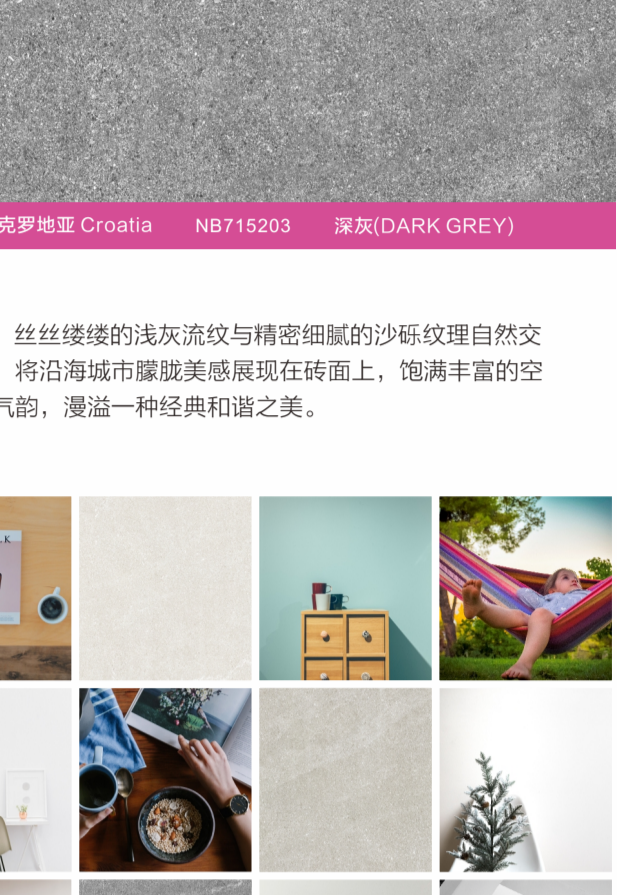 克罗地亚 Croatia NB715203 深灰(DARK GREY)
丝丝缕缕的浅灰流纹与精密细腻的沙砾纹理自然交
将沿海城市朦胧美感展现在砖面上，饱满丰富的空
气韵，漫溢一种经典和谐之美。
LK